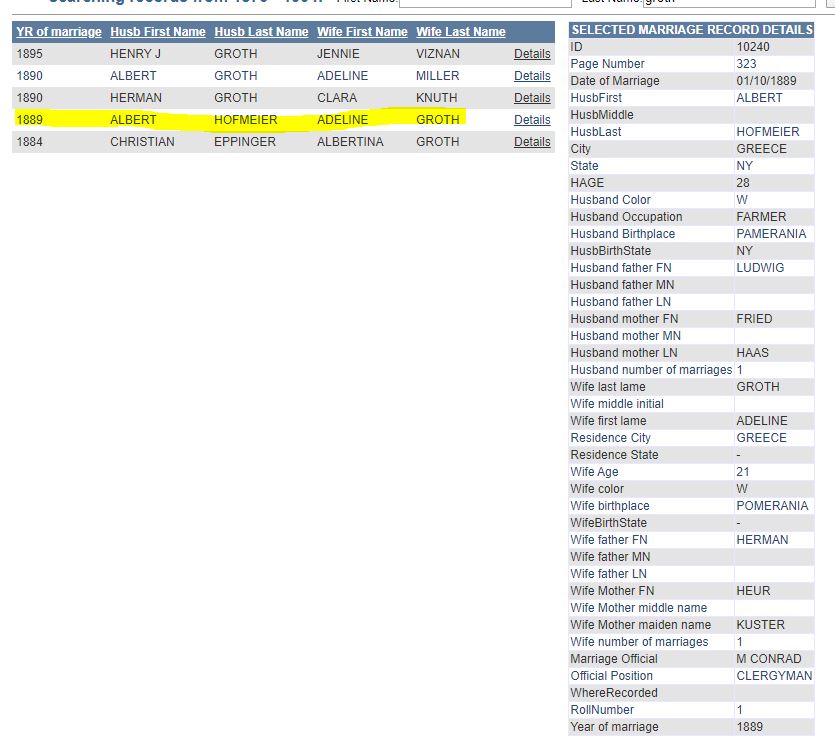 Searching records from 1876 - 1884. First Name: Last Name: groth
YR of marriage Husb First Name Husb Last Name Wife First Name Wife Last Name
1895 HENRY J GROTH JENNIE VIZNAN Details
1890 ALBERT GROTH ADELINE MILLER Details
1890 HERMAN GROTH CLARA KNUTH Details
1889 ALBERT HOFMEIER ADELINE GROTH Details
1884 CHRISTIAN EPPINGER ALBERTINA GROTH Details
SELECTED MARRIAGE RECORD DETAILS
ID 10240
Page Number 323
Date of Marriage 01/10/1889
HusbFirst ALBERT
HusbMiddle
HusbLast HOFMEIER
City GREECE
State NY
HAGE 28
Husband Color W
Husband Occupation FARMER
Husband Birthplace PAMERANIA
HusbBirthState NY
Husband father FN LUDWIG
Husband father MN
Husband father LN
Husband mother FN FRIED
Husband mother MN
Husband mother LN HAAS
Husband number of marriages 1
Wife last lame GROTH
Wife middle initial
Wife first lame ADELINE
Residence City GREECE
Residence State -
Wife Age 21
Wife color W
Wife birthplace POMERANIA
WifeBirthState -
Wife father FN HERMAN
Wife father MN
Wife father LN
Wife Mother FN HEUR
Wife Mother middle name
Wife Mother maiden name KUSTER
Wife number of marriages 1
Marriage Official M CONRAD
Official Position CLERGYMAN
WhereRecorded
RollNumber 1
Year of marriage 1889